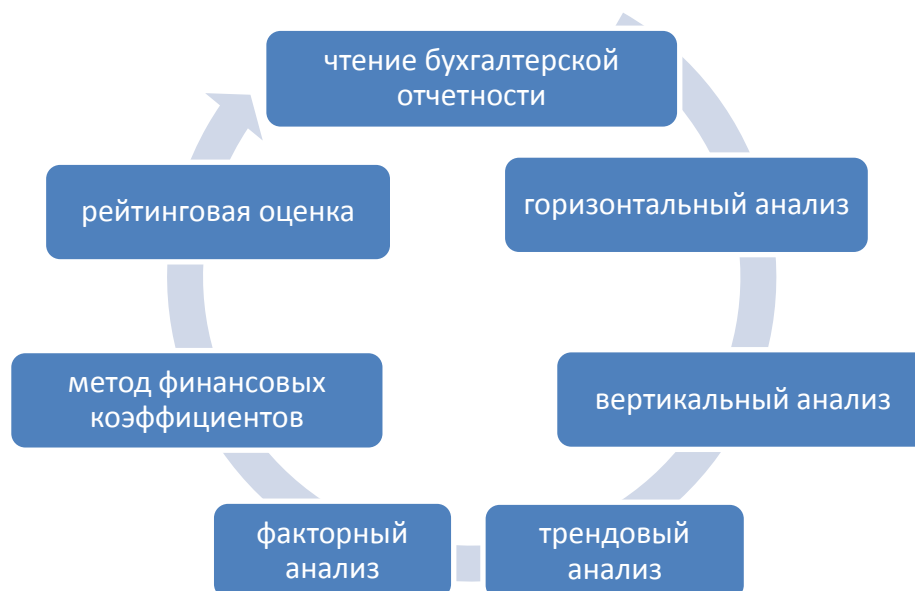 чтение бухгалтерской
отчетности
горизонтальный анализ
вертикальный анализ
трендовый
анализ
факторный
анализ
метод финансовых
коэффициентов
рейтинговая оценка